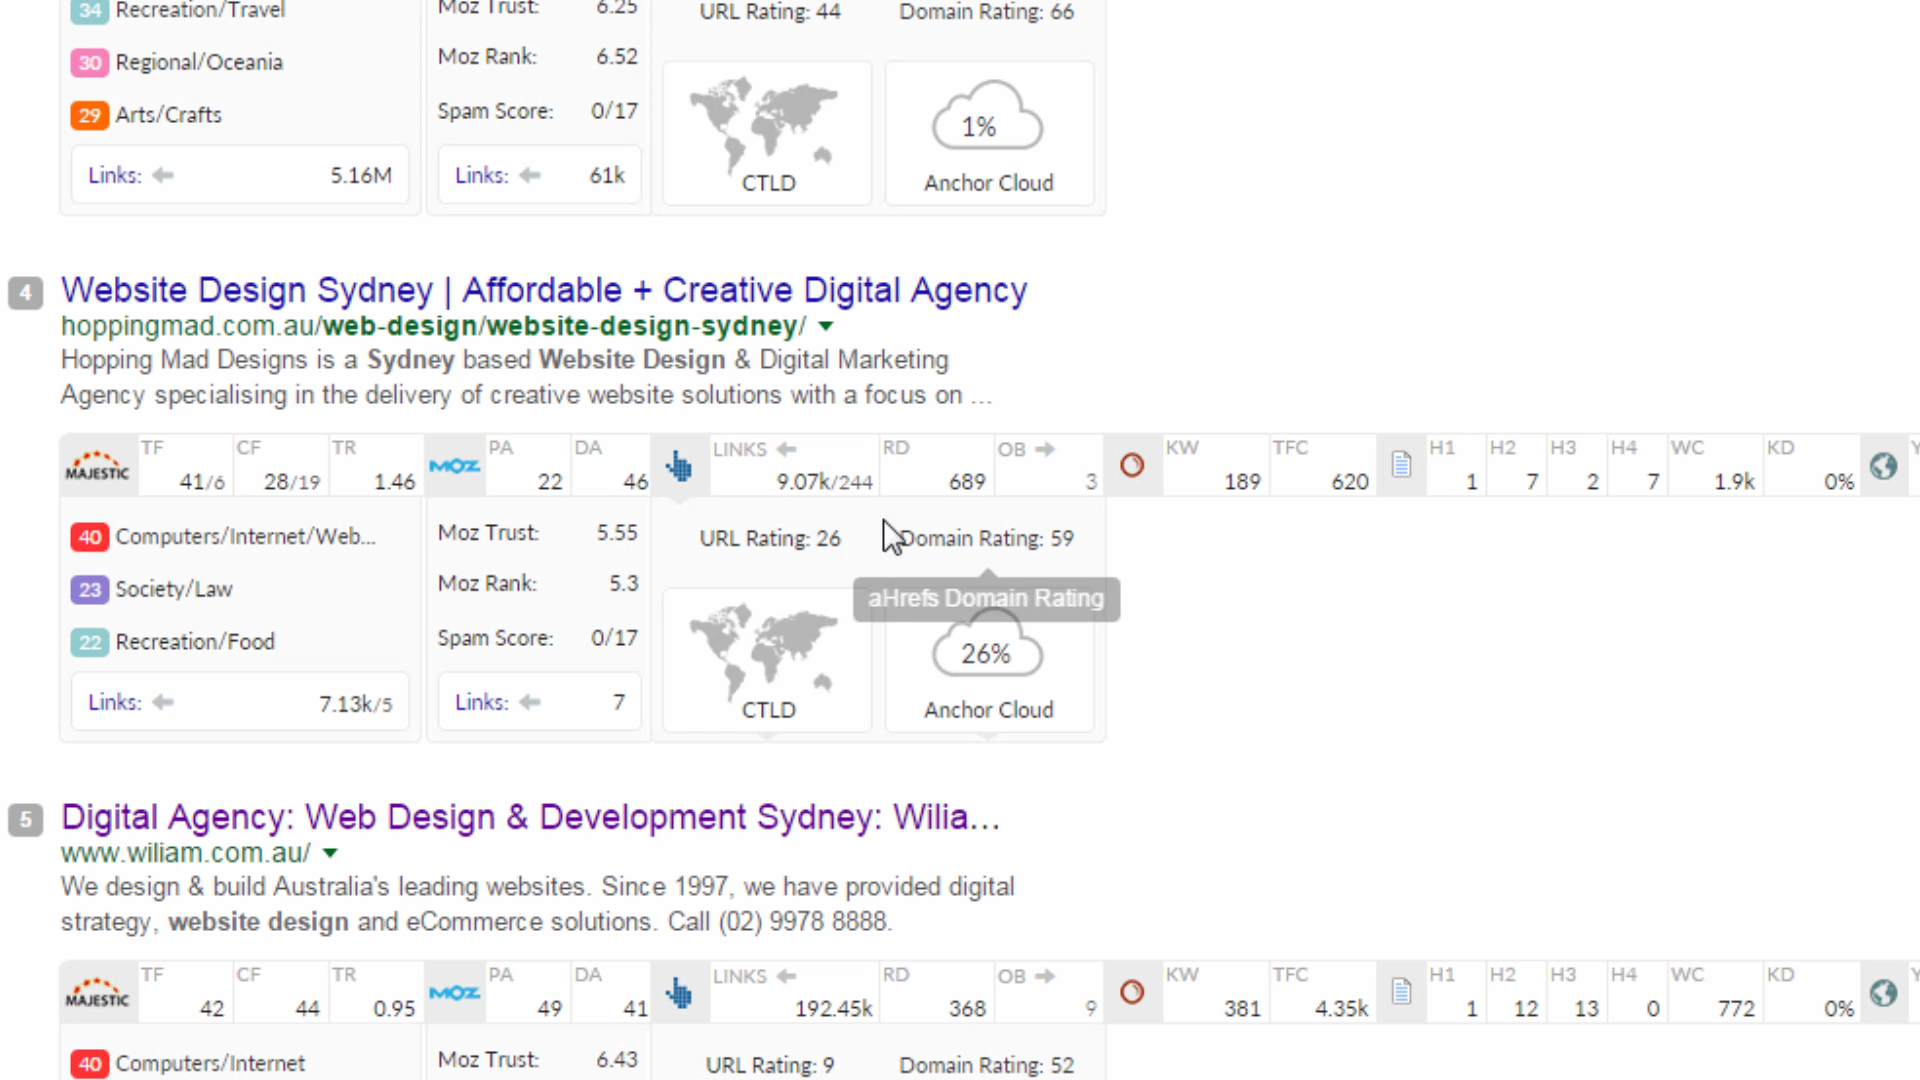 34 Recreation/Travel
Moz Trust: 6.25
URL Rating: 44 Domain Rating: 66
30 Regional/Oceania
Moz Rank: 6.52
29 Arts/Crafts
Spam Score: 0/17
1%
Links: 5.16M
Links: 61k
CTLD
Anchor Cloud
4 Website Design Sydney | Affordable + Creative Digital Agency
hoppingmad.com.au/web-design/website-design-sydney/
Hopping Mad Designs is a Sydney based Website Design & Digital Marketing
Agency specialising in the delivery of creative website solutions with a focus on ...
MAJESTIC TF 41/6 CF 28/19 TR 1.46 MOZ PA 22 DA 46 LINKS 9.07k/244 RD 689 OB 3 KW 189 TFC 620 H1 1 H2 7 H3 2 H4 7 WC 1.9k KD 0% Y
40 Computers/Internet/Web...
Moz Trust: 5.55
URL Rating: 26 Domain Rating: 59
23 Society/Law
Moz Rank: 5.3
aHrefs Domain Rating
22 Recreation/Food
Spam Score: 0/17
26%
Links: 7.13k/5
Links: 7
CTLD
Anchor Cloud
5 Digital Agency: Web Design & Development Sydney: Wilia...
www.wiliam.com.au/
We design & build Australia's leading websites. Since 1997, we have provided digital
strategy, website design and eCommerce solutions. Call (02) 9978 8888.
MAJESTIC TF 42 CF 44 TR 0.95 MOZ PA 49 DA 41 LINKS 192.45k RD 368 OB 9 KW 381 TFC 4.35k H1 1 H2 12 H3 13 H4 0 WC 772 KD 0% Y
40 Computers/Internet
Moz Trust: 6.43
URL Rating: 9 Domain Rating: 52